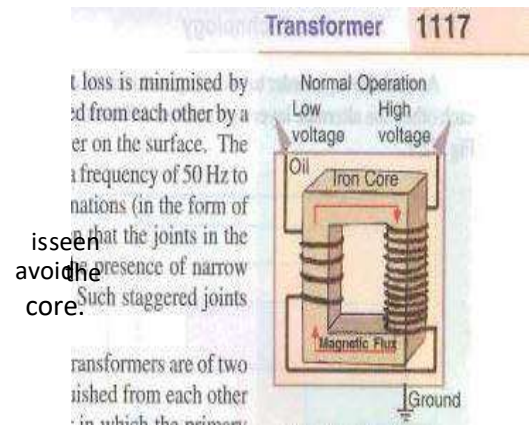 Transformer 1117
t loss is minimised by
ed from each other by a
er on the surface. The
a frequency of 50 Hz to
nations (in the form of
isseen
n that the joints in the
avoid the presence of narrow
core. Such staggered joints
ransformers are of two
uished from each other
in which the primary
Normal Operation
Low High
voltage voltage
Oil
Iron Core
Magnetic Flux
Ground